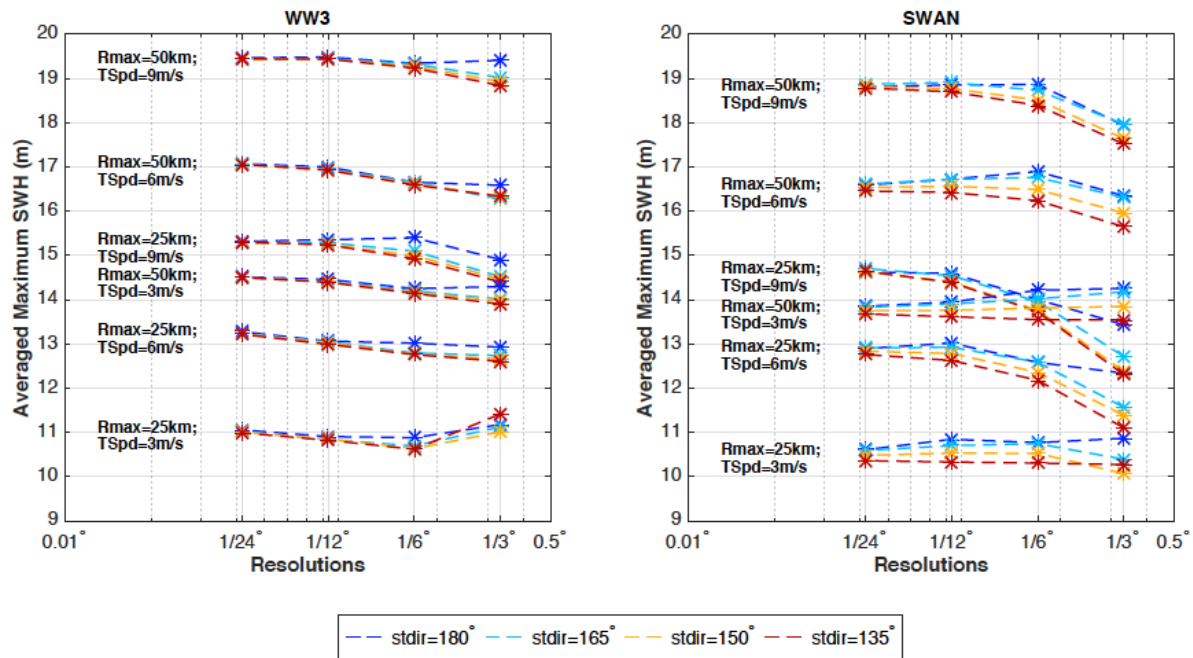 WW3
20
19
18
17
16
15
14
13
12
11
10
9
Averaged Maximum SWH (m)
Rmax=50km;
TSpd=9m/s
Rmax=50km;
TSpd=6m/s
Rmax=25km;
TSpd=9m/s
Rmax=50km;
TSpd=3m/s
Rmax=25km;
TSpd=6m/s
Rmax=25km;
TSpd=3m/s
0.01° 1/24° 1/12° 1/6° 1/3° 0.5°
Resolutions
SWAN
20
19
18
17
16
15
14
13
12
11
10
9
Averaged Maximum SWH (m)
Rmax=50km;
TSpd=9m/s
Rmax=50km;
TSpd=6m/s
Rmax=25km;
TSpd=9m/s
Rmax=50km;
TSpd=3m/s
Rmax=25km;
TSpd=6m/s
Rmax=25km;
TSpd=3m/s
0.01° 1/24° 1/12° 1/6° 1/3° 0.5°
Resolutions
stdir=180° stdir=165° stdir=150° stdir=135°